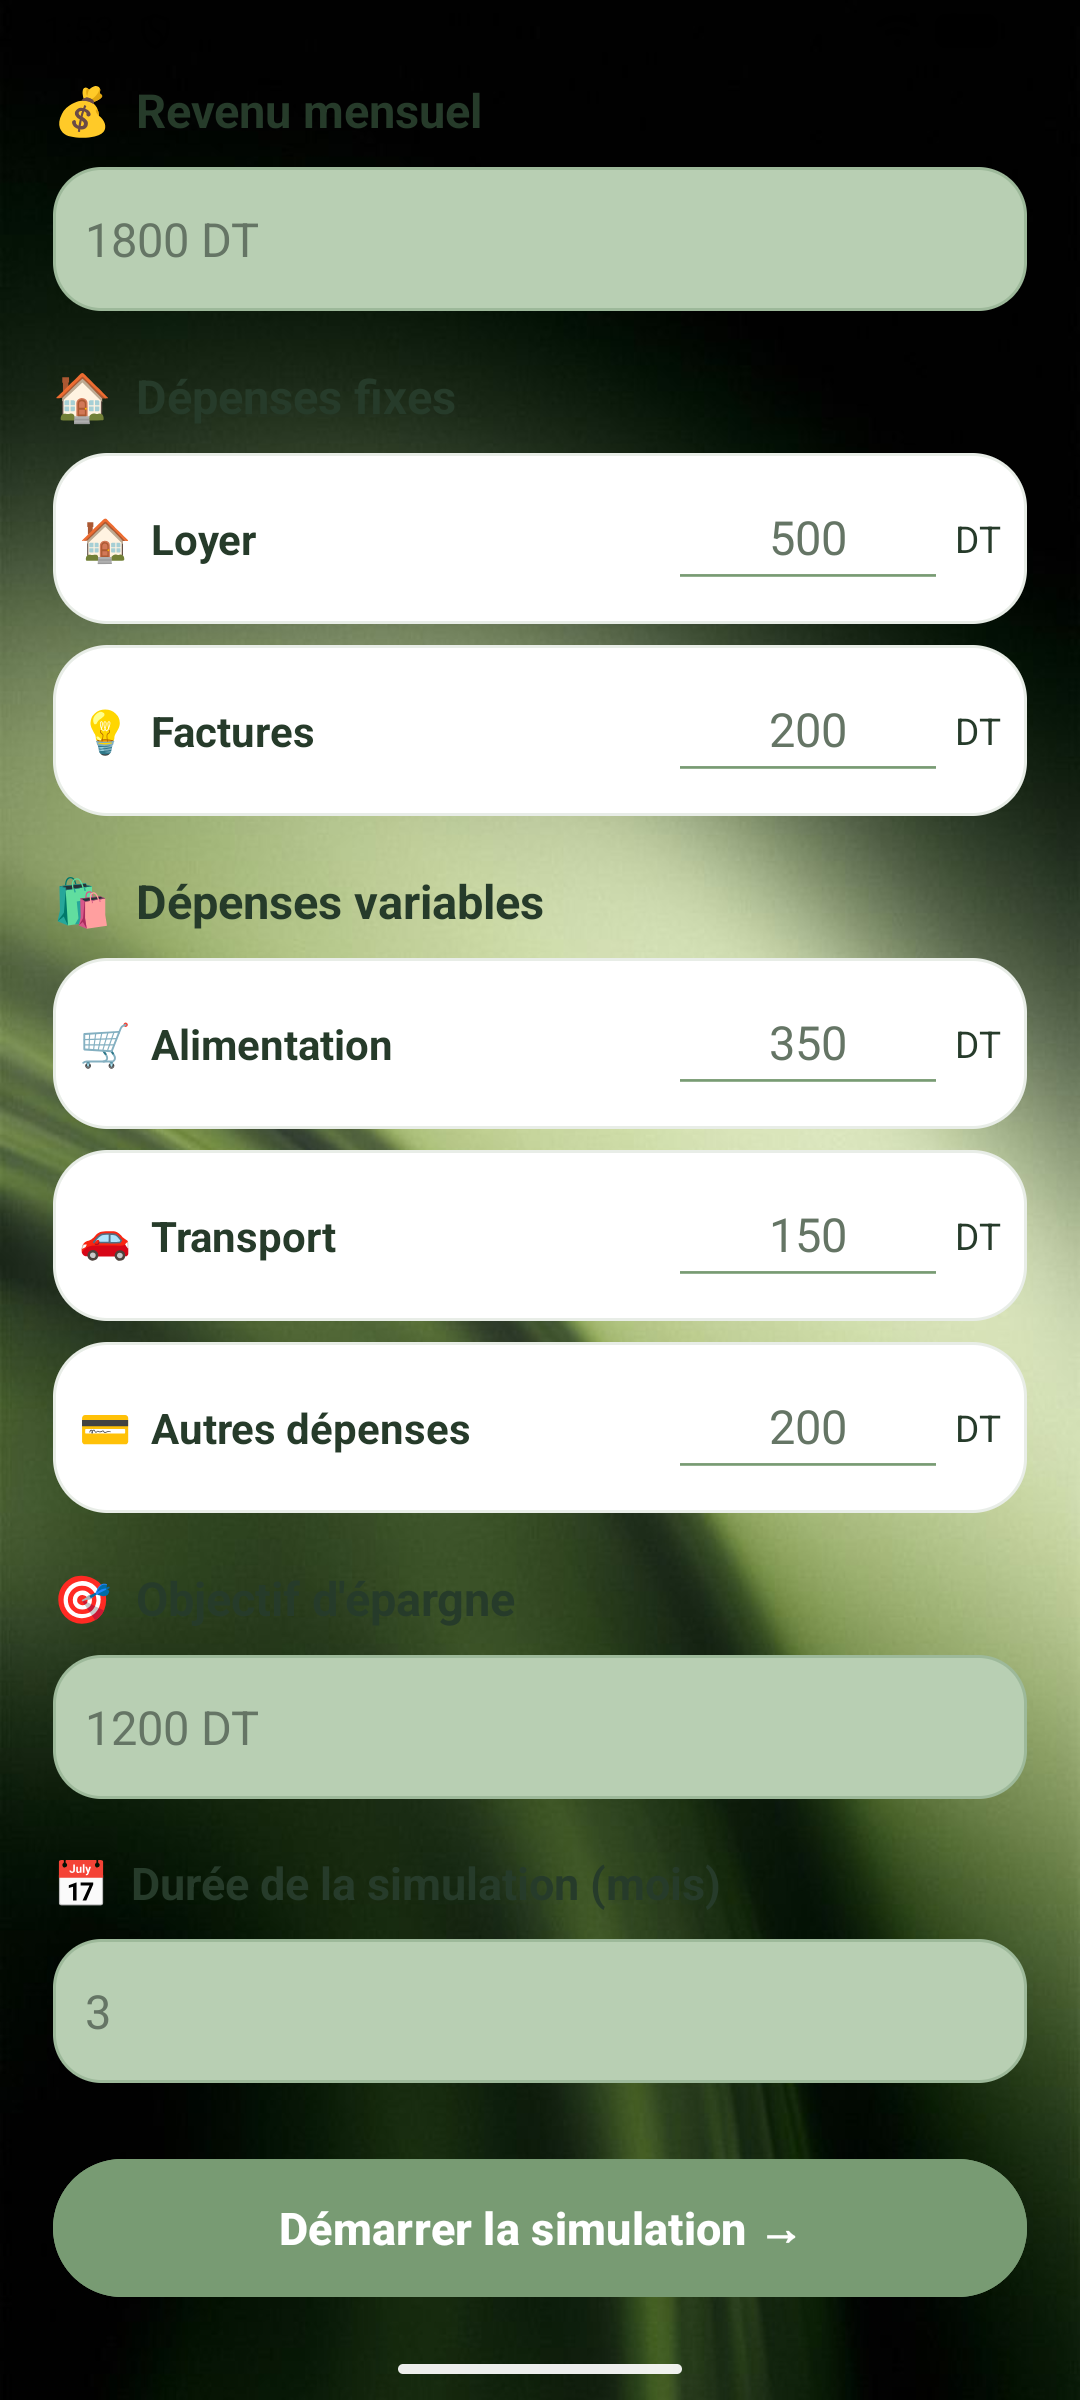 Revenu mensuel
1800 DT
Dépenses fixes
Loyer 500 DT
Factures 200 DT
Dépenses variables
Alimentation 350 DT
Transport 150 DT
Autres dépenses 200 DT
Objectif d'épargne
1200 DT
July
17
Durée de la simulation (mois)
3
Démarrer la simulation →